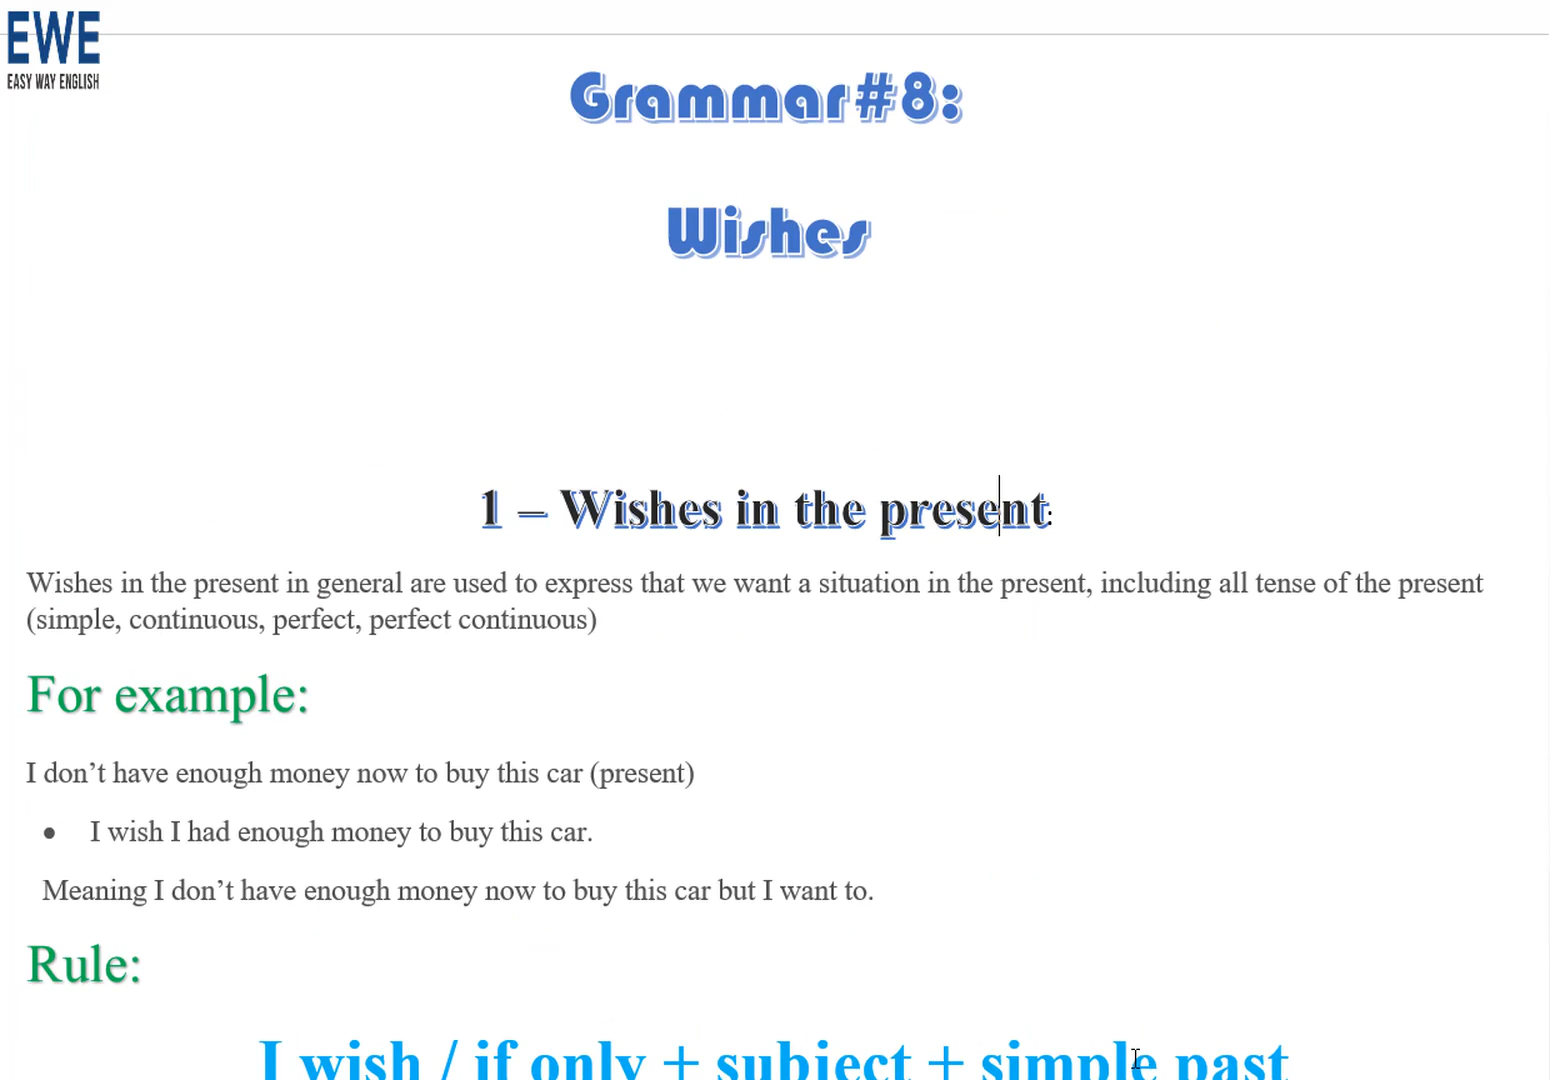 EWE
EASY WAY ENGLISH
Grammar#8:
Wishes
1 – Wishes in the present:
Wishes in the present in general are used to express that we want a situation in the present, including all tense of the present
(simple, continuous, perfect, perfect continuous)
For example:
I don’t have enough money now to buy this car (present)
• I wish I had enough money to buy this car.
Meaning I don’t have enough money now to buy this car but I want to.
Rule:
I wish / if only + subject + simple past